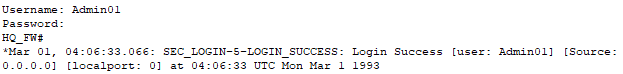 Username: Admin01
Password:
HQ_FW#
*Mar 01, 04:06:33.066: SEC_LOGIN-5-LOGIN_SUCCESS: Login Success [user: Admin01] [Source:
0.0.0.0] [localport: 0] at 04:06:33 UTC Mon Mar 1 1993